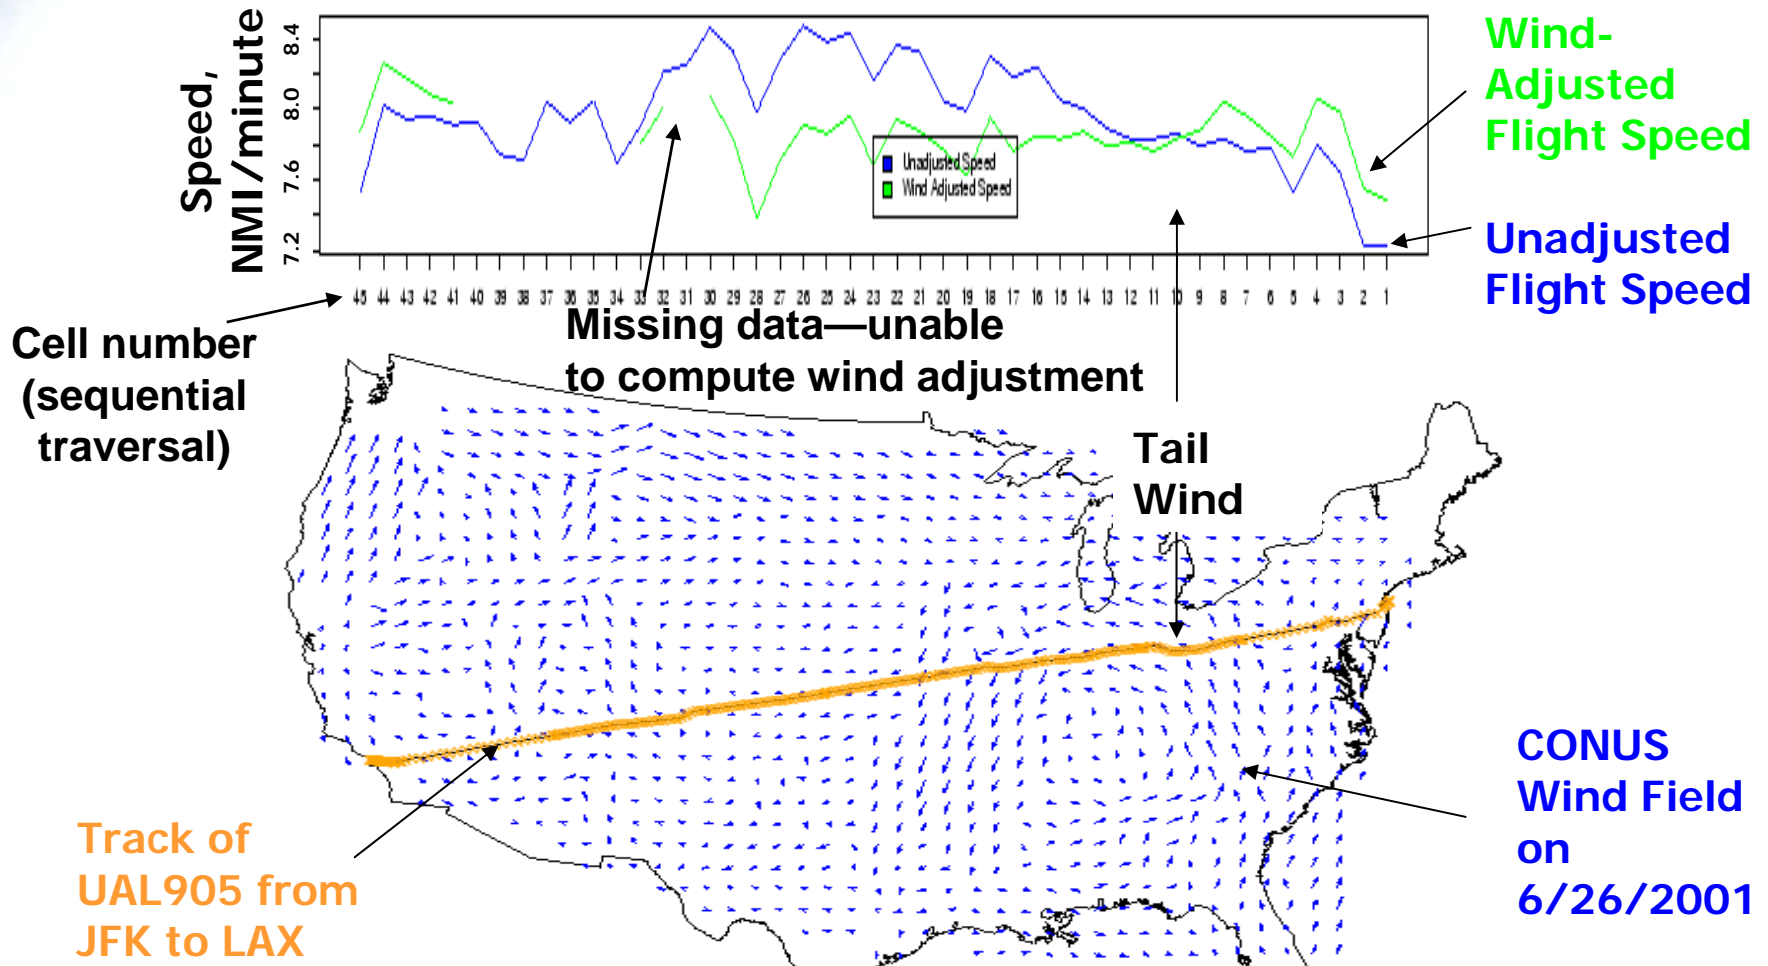 Speed,
NMI/minute
8.4
8.0
7.6
7.2
Unadjusted Speed
Wind Adjusted Speed
45 44 43 42 41 40 39 38 37 36 35 34 33 32 31 30 29 28 27 26 25 24 23 22 21 20 19 18 17 16 15 14 13 12 11 10 9 8 7 6 5 4 3 2 1
Wind-
Adjusted
Flight Speed
Unadjusted
Flight Speed
Cell number
(sequential
traversal)
Missing data—unable
to compute wind adjustment
Tail
Wind
Track of
UAL905 from
JFK to LAX
CONUS
Wind Field
on
6/26/2001